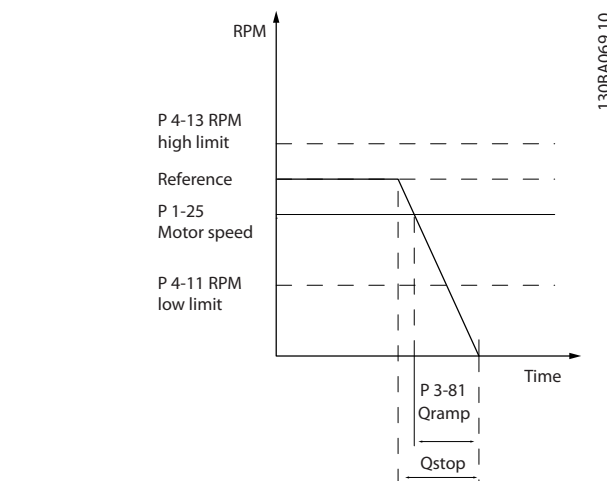 RPM
130BA069.10
P 4-13 RPM
high limit
Reference
P 1-25
Motor speed
P 4-11 RPM
low limit
Time
P 3-81
Qramp
Qstop